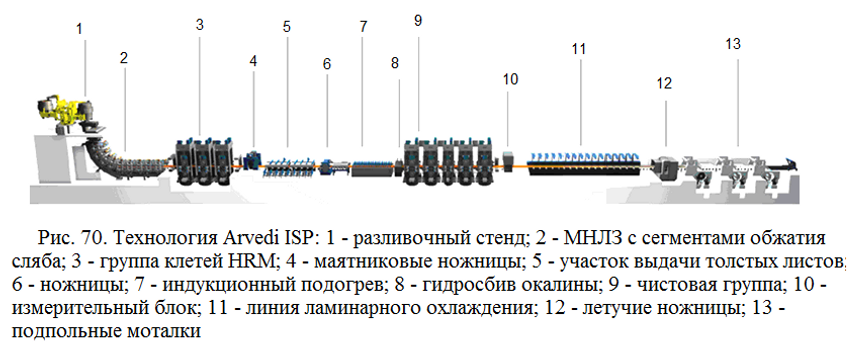 1
2
3
4
5
6
7
8
9
10
11
12
13
Рис. 70. Технология Arvedi ISP: 1 - разливочный стенд; 2 - МНЛЗ с сегментами обжатия
сляба; 3 - группа клетей HRM; 4 - маятниковые ножницы; 5 - участок выдачи толстых листов;
6 - ножницы; 7 - индукционный подогрев; 8 - гидросбив окалины; 9 - чистовая группа; 10 -
измерительный блок; 11 - линия ламинарного охлаждения; 12 - летучие ножницы; 13 -
подпольные моталки